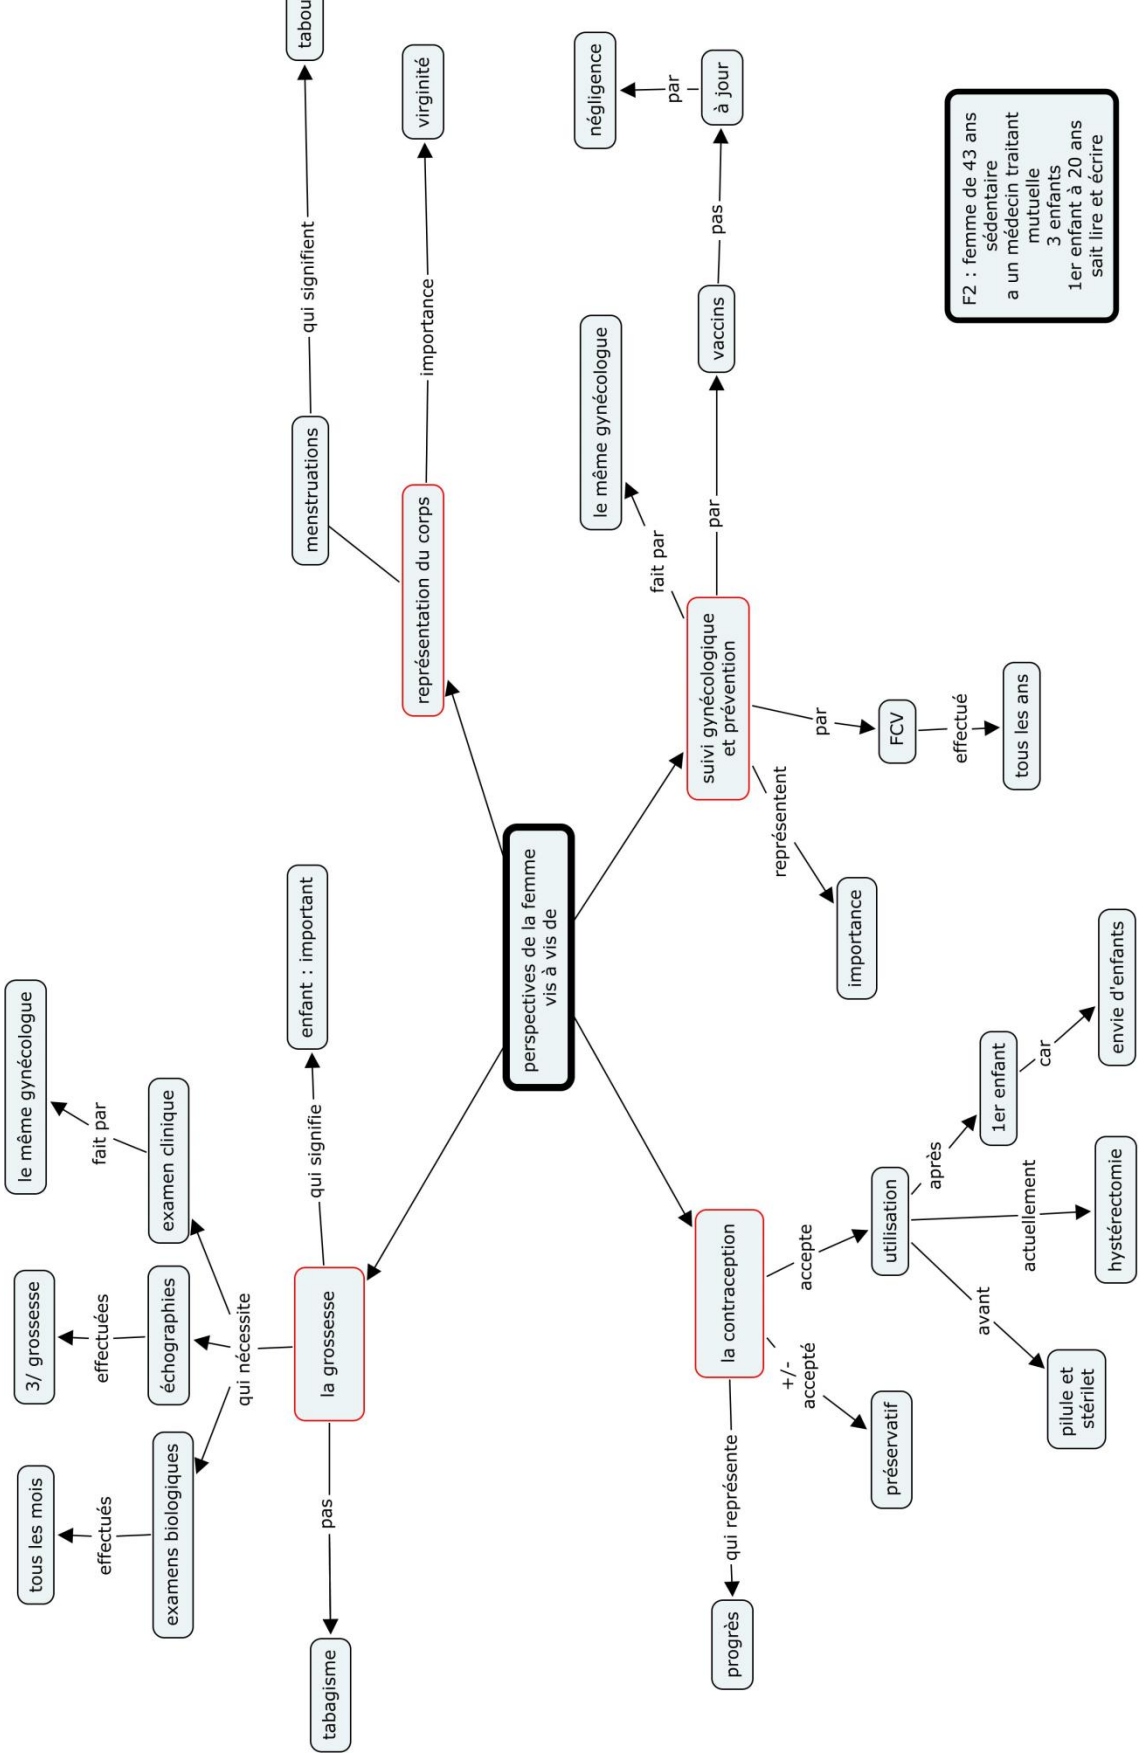 tous les mois
3/ grossesse
le même gynécologue
effectués
effectuées
fait par
examens biologiques
échographies
examen clinique
qui nécessite
tabagisme
pas
la grossesse
qui signifie
enfant : important
menstruations
qui signifient
tabou
représentation du corps
importance
virginité
perspectives de la femme
vis à vis de
le même gynécologue
fait par
négligence
par
à jour
pas
vaccins
par
suivi gynécologique
et prévention
progrès
qui représente
la contraception
représentent
importance
par
FCV
effectué
tous les ans
+/-
accepté
préservatif
accepte
utilisation
après
1er enfant
car
envie d'enfants
actuellement
hystérectomie
avant
pilule et
stérilet
F2 : femme de 43 ans
sédentaire
a un médecin traitant
mutuelle
3 enfants
1er enfant à 20 ans
sait lire et écrire